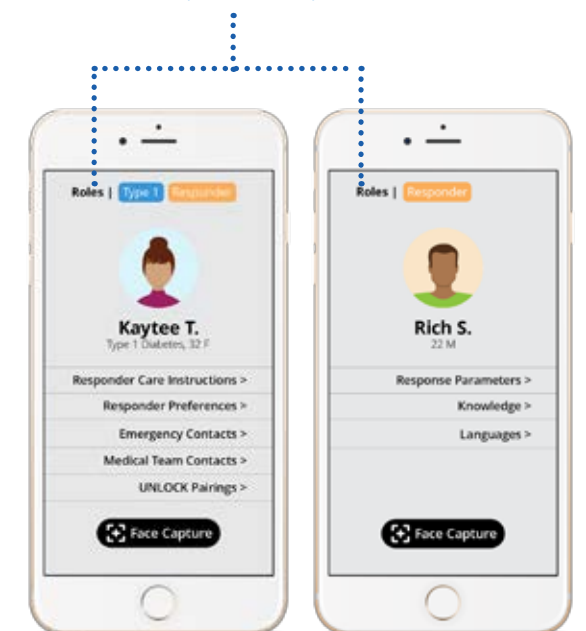 Roles | Type 1 Responder
Kaytee T.
Type 1 Diabetes, 32 F
Responder Care Instructions >
Responder Preferences >
Emergency Contacts >
Medical Team Contacts >
UNLOCK Pairings >
Face Capture
Roles | Responder
Rich S.
22 M
Response Parameters >
Knowledge >
Languages >
Face Capture